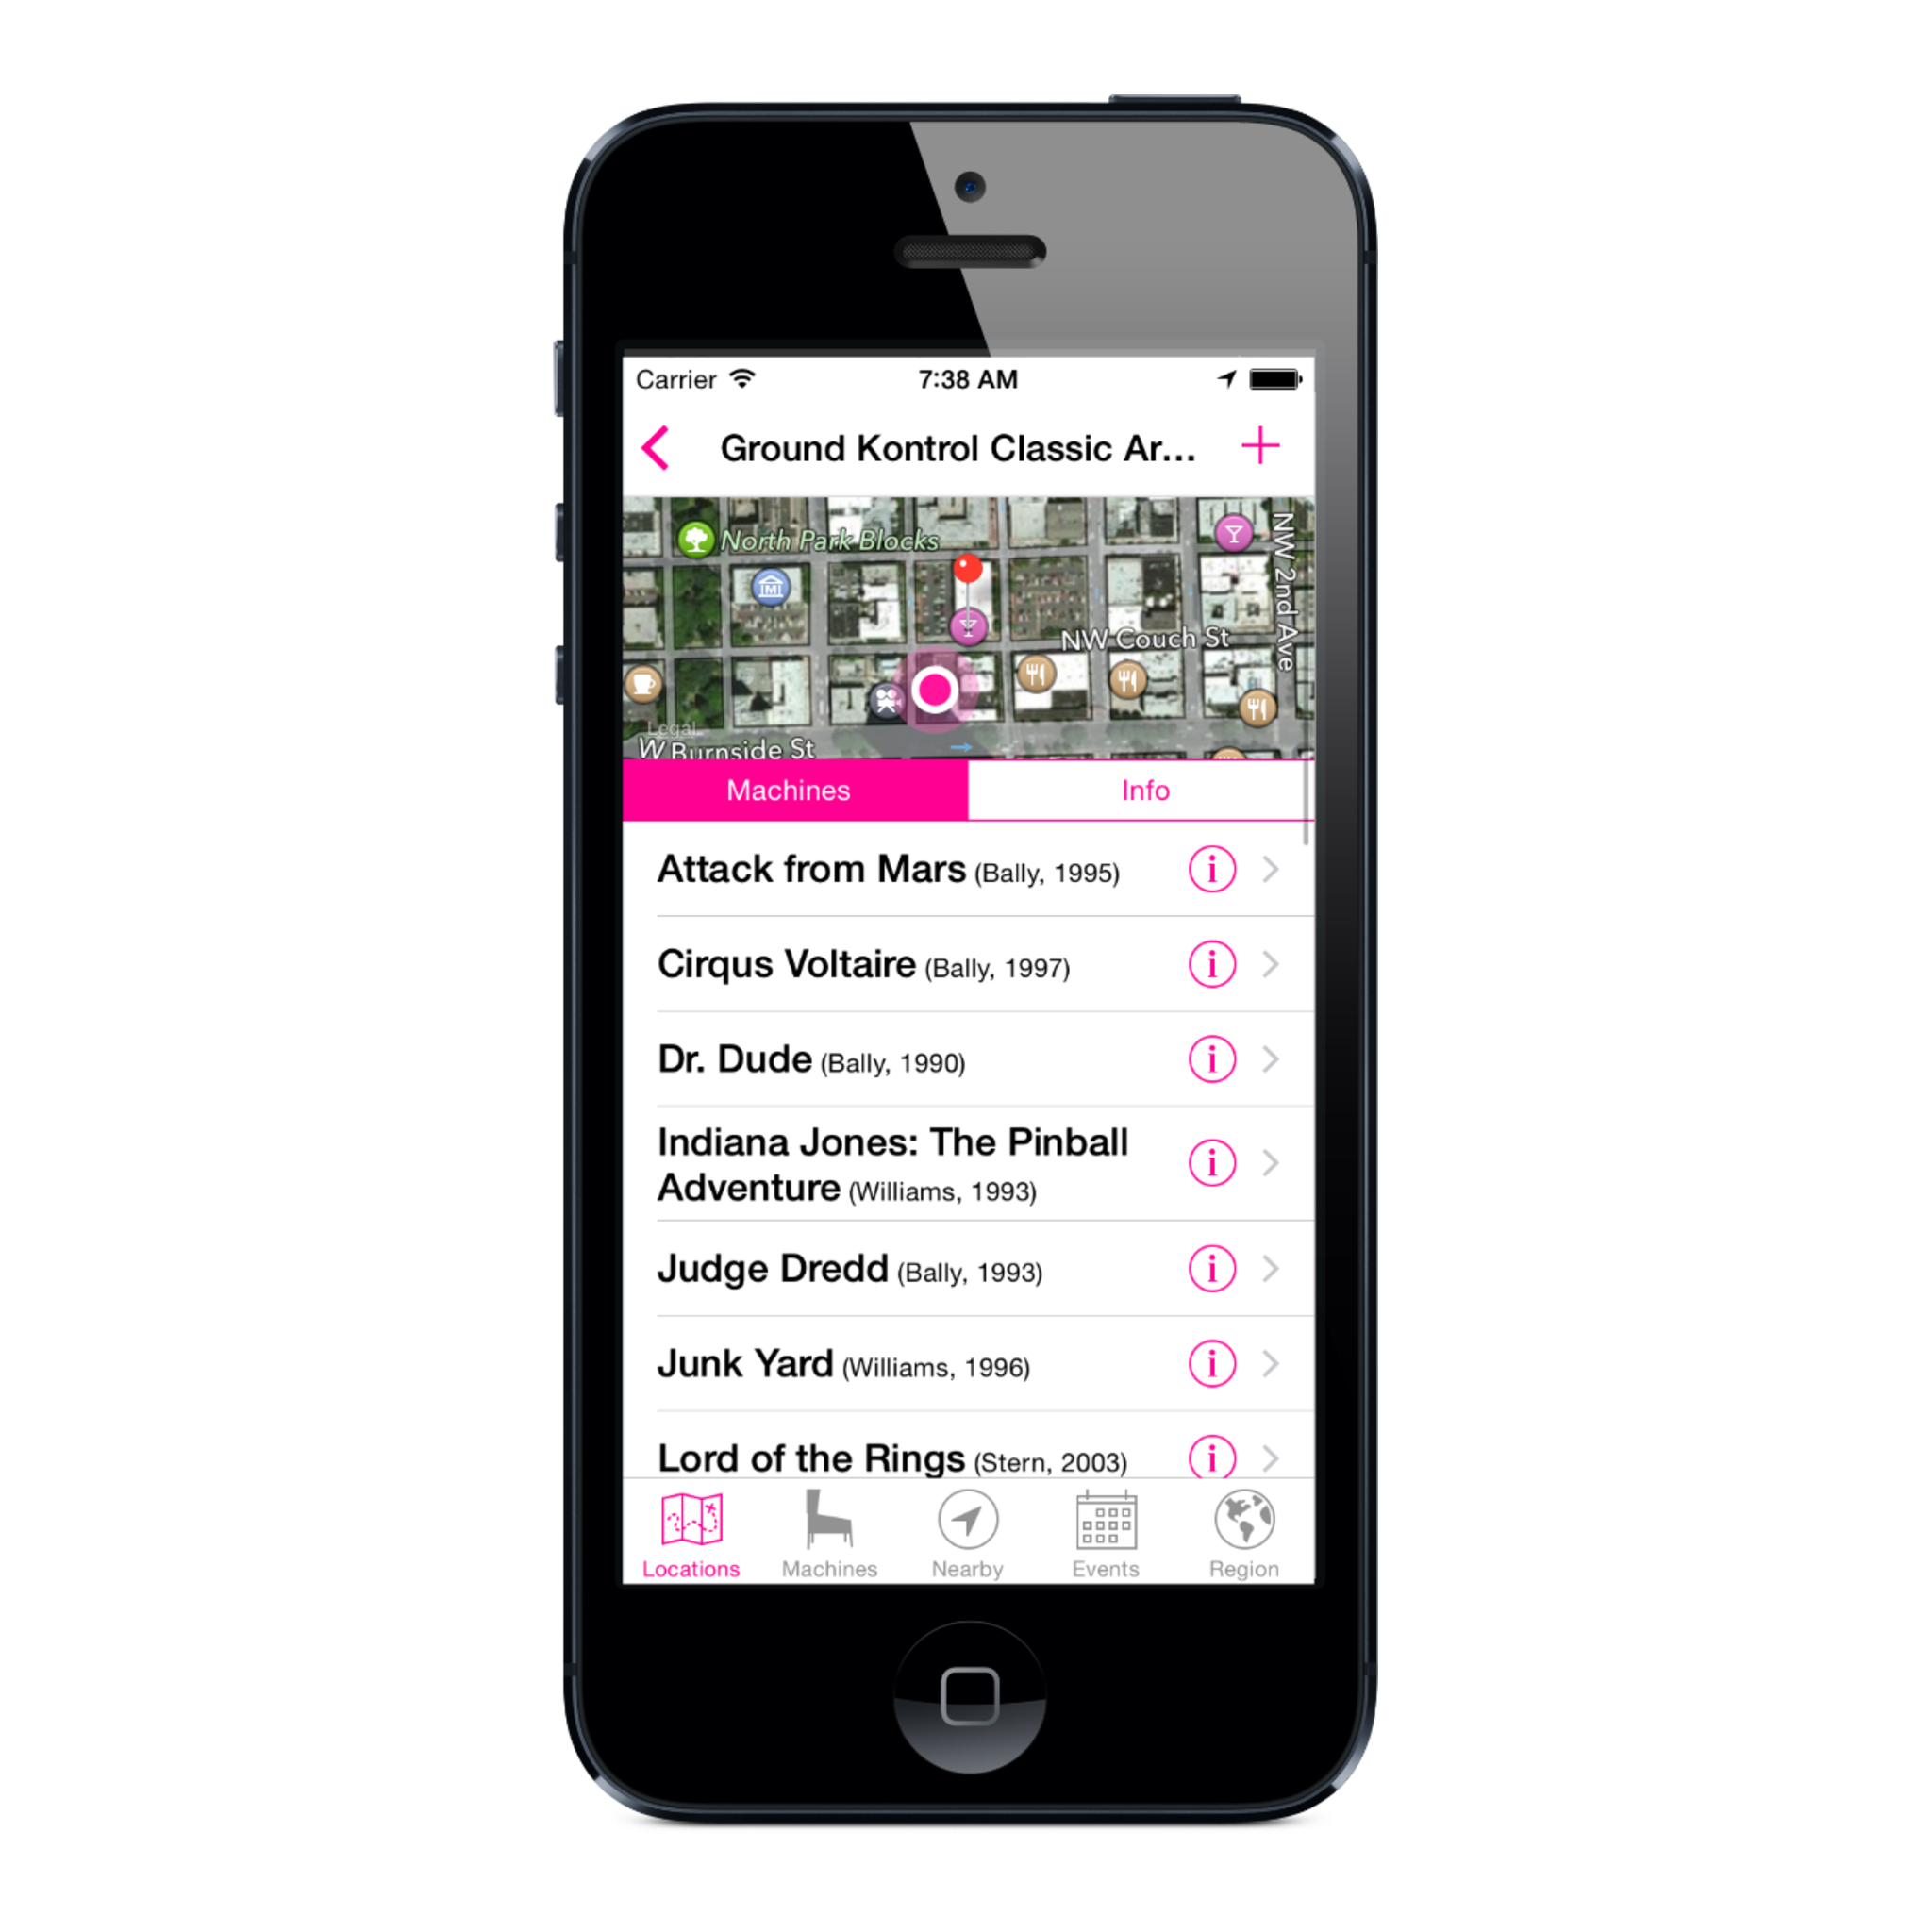 Carrier 7:38 AM
Ground Kontrol Classic Ar...
North Park Blocks
NW 2nd Ave
NW Couch St
Legal
W Burnside St
Machines Info
Attack from Mars (Bally, 1995)
Cirqus Voltaire (Bally, 1997)
Dr. Dude (Bally, 1990)
Indiana Jones: The Pinball
Adventure (Williams, 1993)
Judge Dredd (Bally, 1993)
Junk Yard (Williams, 1996)
Lord of the Rings (Stern, 2003)
Locations Machines Nearby Events Region